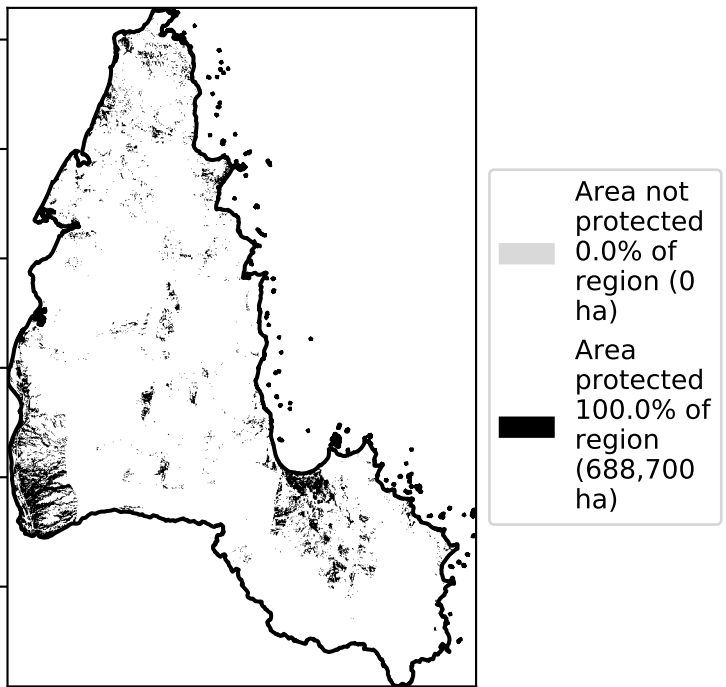 Area not
protected
0.0% of
region (0
ha)
Area
protected
100.0% of
region
(688,700
ha)